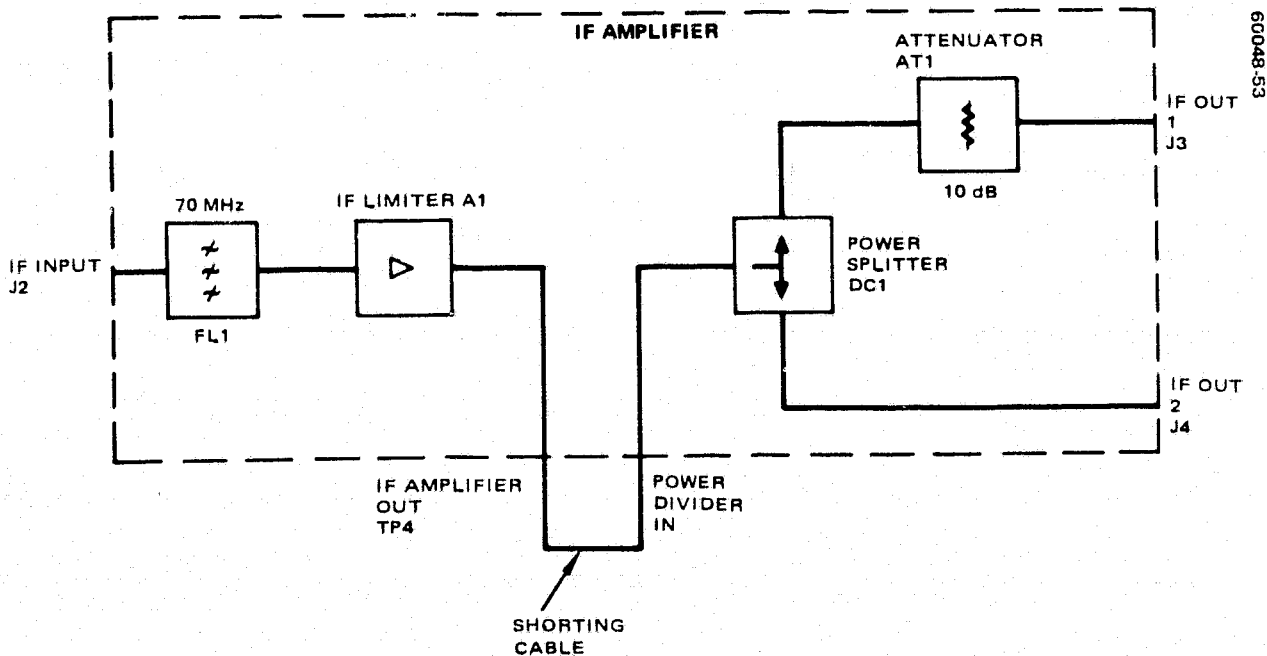 IF AMPLIFIER
60048-53
ATTENUATOR
AT1
IF OUT
1
J3
10 dB
70 MHz
IF LIMITER A1
IF INPUT
J2
FL1
POWER
SPLITTER
DC1
IF OUT
2
J4
IF AMPLIFIER
OUT
TP4
POWER
DIVIDER
IN
SHORTING
CABLE